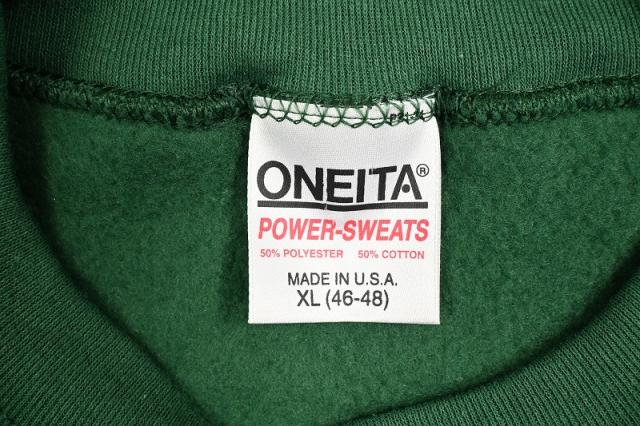 ONEITA®
POWER-SWEATS
50% POLYESTER 50% COTTON
MADE IN U.S.A.
XL (46-48)